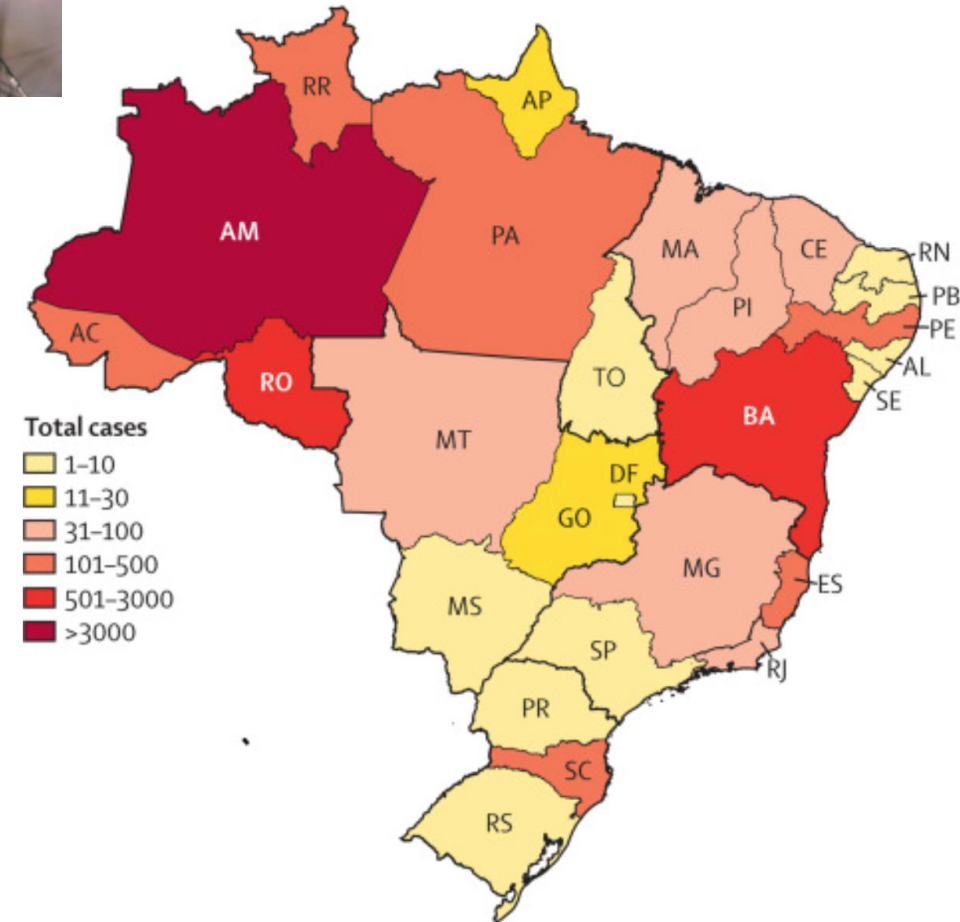 RR
AP
AM
PA
MA
CE
RN
PB
PI
PE
AC
AL
TO
RO
SE
BA
MT
DF
GO
MG
ES
MS
SP
RJ
PR
SC
RS
Total cases
1–10
11–30
31–100
101–500
501–3000
>3000